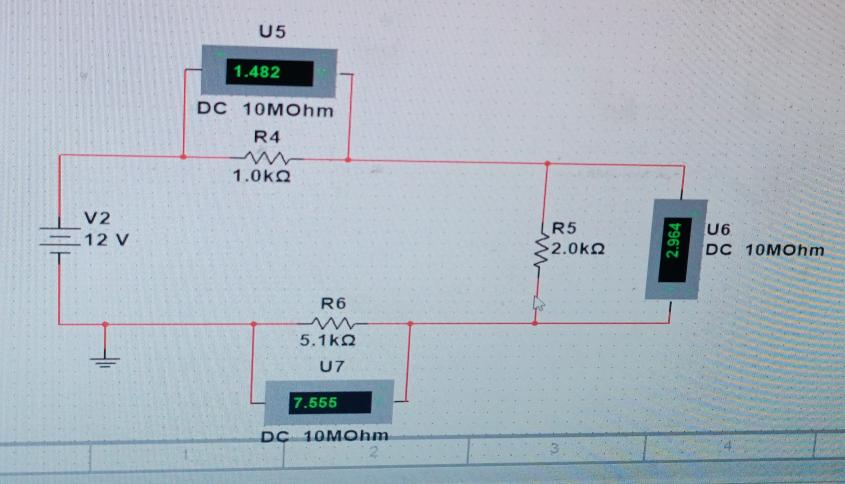 U5
1.482
DC 10MOhm
R4
1.0kΩ
V2
12 V
R5
2.0kΩ
2.964
U6
DC 10MOhm
R6
5.1kΩ
U7
7.555
DC 10MOhm
1
2
3
4